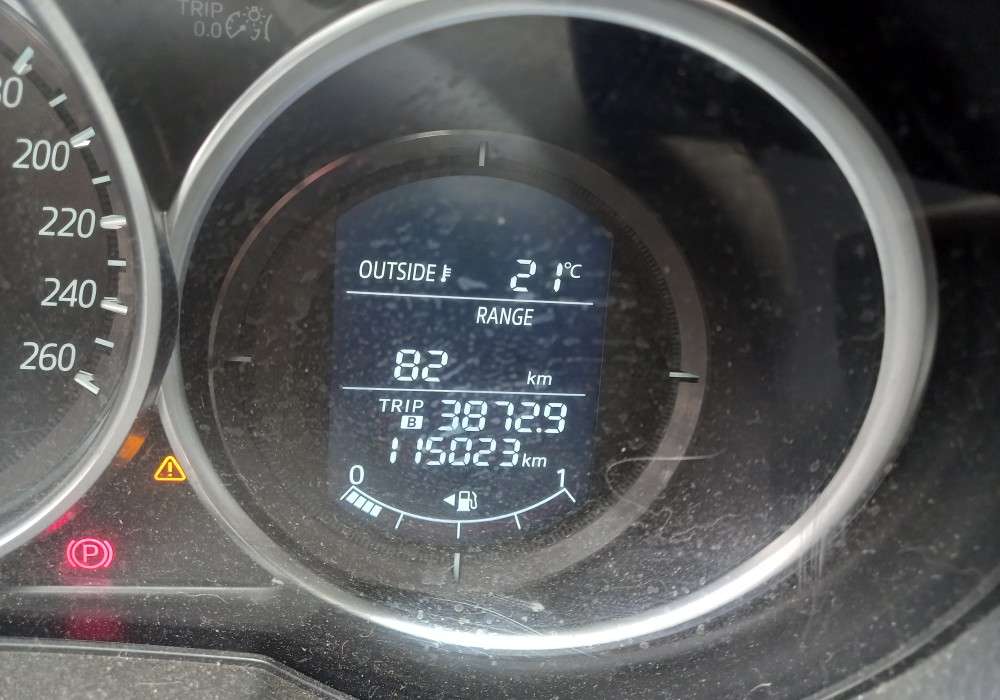 TRIP
0.0
200
220
240
260
OUTSIDE 21°C
RANGE
82 km
TRIP B 3872.9
115023 km
0 1
P